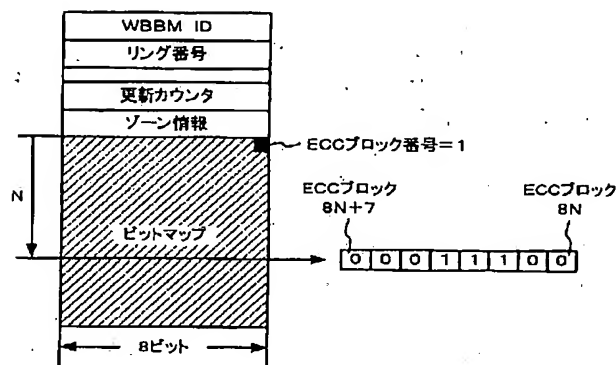 WBBM ID
リング番号
更新カウンタ
ゾーン情報
ECCブロック番号=1
N
ビットマップ
ECCブロック
8N+7
ECCブロック
8N
0 0 0 1 1 1 0 0
8ビット